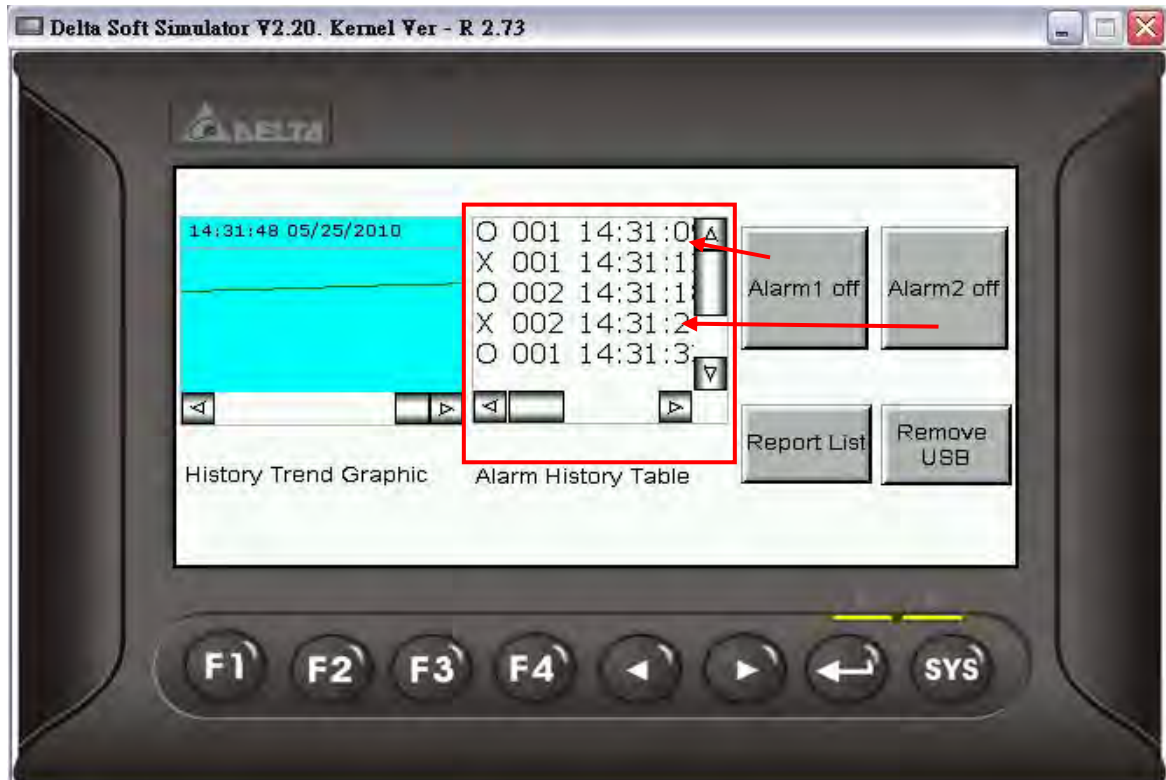 Delta Soft Simulator V2.20. Kernel Ver - R 2.73
DELTA
14:31:48 05/25/2010
O 001 14:31:0
X 001 14:31:1
O 002 14:31:1
X 002 14:31:2
O 001 14:31:3
Alarm1 off
Alarm2 off
Report List
Remove
USB
History Trend Graphic
Alarm History Table
F1
F2
F3
F4
SYS